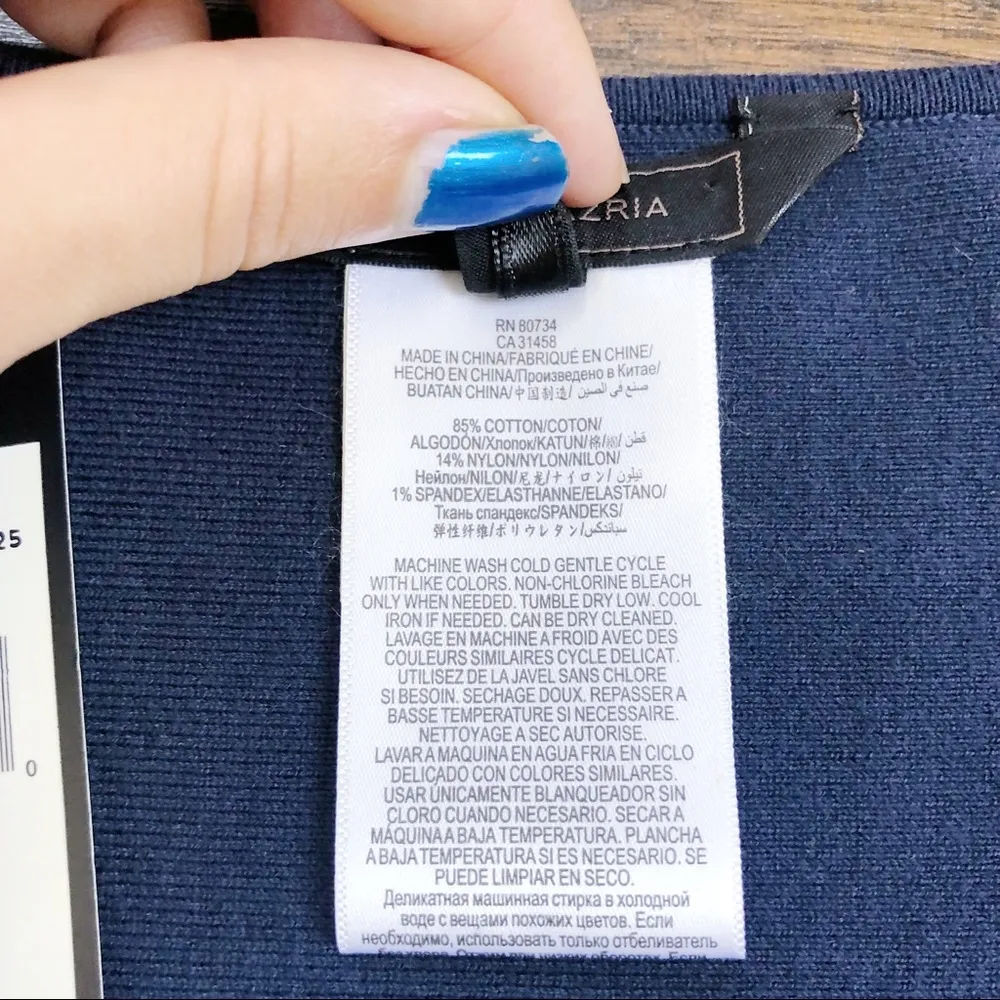 ZRIA
RN 80734
CA 31458
MADE IN CHINA/FABRIQUÉ EN CHINE/
HECHO EN CHINA/Произведено в Китае/
BUATAN CHINA/中国制造/ صنع في الصين
85% COTTON/COTON/
ALGODÓN/Хлопок/KATUN/棉/綿/ قطن
14% NYLON/NYLON/NILON/
Нейлон/NILON/尼龙/ナイロン/ نيلون
1% SPANDEX/ELASTHANNE/ELASTANO/
Ткань спандекс/SPANDEKS/
弹性纤维/ポリウレタン/سباندكس
MACHINE WASH COLD GENTLE CYCLE
WITH LIKE COLORS. NON-CHLORINE BLEACH
ONLY WHEN NEEDED. TUMBLE DRY LOW. COOL
IRON IF NEEDED. CAN BE DRY CLEANED.
LAVAGE EN MACHINE A FROID AVEC DES
COULEURS SIMILAIRES CYCLE DELICAT.
UTILISEZ DE LA JAVEL SANS CHLORE
SI BESOIN. SECHAGE DOUX. REPASSER A
BASSE TEMPERATURE SI NECESSAIRE.
NETTOYAGE A SEC AUTORISE.
LAVAR A MAQUINA EN AGUA FRIA EN CICLO
DELICADO CON COLORES SIMILARES.
USAR ÚNICAMENTE BLANQUEADOR SIN
CLORO CUANDO NECESARIO. SECAR A
MÁQUINA A BAJA TEMPERATURA. PLANCHA
A BAJA TEMPERATURA SI ES NECESARIO. SE
PUEDE LIMPIAR EN SECO.
Деликатная машинная стирка в холодной
воде с вещами похожих цветов. Если
необходимо, использовать только отбеливатель
25
0